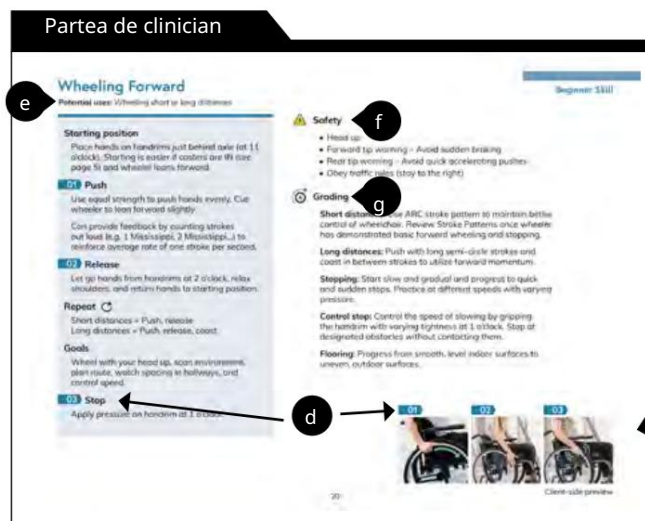 Partea de clinician
Wheeling Forward
Potential uses: Wheeling short or long distances
Beginner Skill
e
Starting position
Place hands on handrims just behind axle (at 11
o'clock). Starting is easier if casters are fit (see
page 5) and wheeler leans forward.
01 Push
Use equal strength to push hands evenly. Cue
wheeler to lean forward slightly.
Can provide feedback by counting strokes
out loud (e.g. 1 Mississippi, 2 Mississippi...) to
reinforce average rate of one stroke per second.
02 Release
Let go hands from handrims at 2 o'clock, relax
shoulders, and return hands to starting position.
Repeat
Short distances = Push, release
Long distances = Push, release, coast
Goals
Wheel with your head up, scan environment,
plan route, watch spacing in hallways, and
control speed.
03 Stop
Apply pressure on handrim at 1 o'clock.
d
Safety
f
• Head up
• Forward tip warning – Avoid sudden braking
• Rear tip warning – Avoid quick accelerating pushes
• Obey traffic rules (stay to the right)
Grading
g
Short distances: Use ARC stroke pattern to maintain better
control of wheelchair. Review Stroke Patterns once wheeler
has demonstrated basic forward wheeling and stopping.
Long distances: Push with long semi-circle strokes and
coast in between strokes to utilize forward momentum.
Stopping: Start slow and gradual and progress to quick
and sudden stops. Practice at different speeds with varying
pressure.
Control stop: Control the speed of slowing by gripping
the handrim with varying tightness at 1 o'clock. Stop at
designated obstacles without contacting them.
Flooring: Progress from smooth, level indoor surfaces to
uneven, outdoor surfaces.
01 02 03
20
Client-side preview